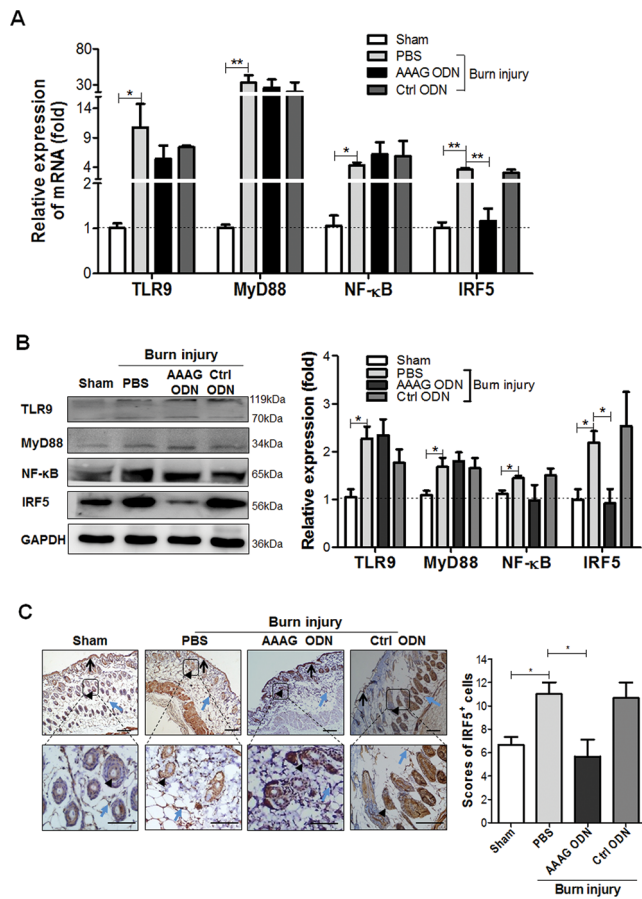 A
Sham
PBS
AAAG ODN
Ctrl ODN
Burn injury
Relative expression
of mRNA (fold)
80
30
14
9
4
2
1
0
*
**
*
**
**
TLR9
MyD88
NF-κB
IRF5
B
Burn injury
Sham
PBS
AAAG
ODN
Ctrl
ODN
TLR9
119kDa
70kDa
MyD88
34kDa
NF-κB
65kDa
IRF5
56kDa
GAPDH
36kDa
Relative expression (fold)
4
2
1
0
Sham
PBS
AAAG ODN
Ctrl ODN
Burn injury
*
*
*
*
*
TLR9
MyD88
NF-κB
IRF5
C
Burn injury
Sham
PBS
AAAG ODN
Ctrl ODN
Scores of IRF5+ cells
14
12
10
8
6
4
2
0
*
*
Sham
PBS
AAAG ODN
Ctrl ODN
Burn injury